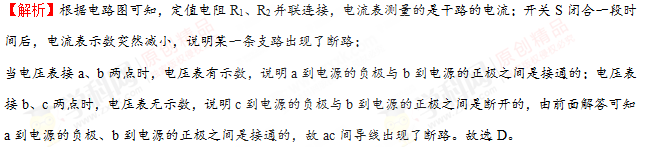 【解析】根据电路图可知，定值电阻 R₁、R₂ 并联连接，电流表测量的是干路的电流；开关 S 闭合一段时
间后，电流表示数突然减小，说明某一条支路出现了断路；
当电压表接 a、b 两点时，电压表有示数，说明 a 到电源的负极与 b 到电源的正极之间是接通的；电压表
接 b、c 两点时，电压表无示数，说明 c 到电源的负极与 b 到电源的正极之间是断开的，由前面解答可知
a 到电源的负极、b 到电源的正极之间是接通的，故 ac 间导线出现了断路。故选 D。